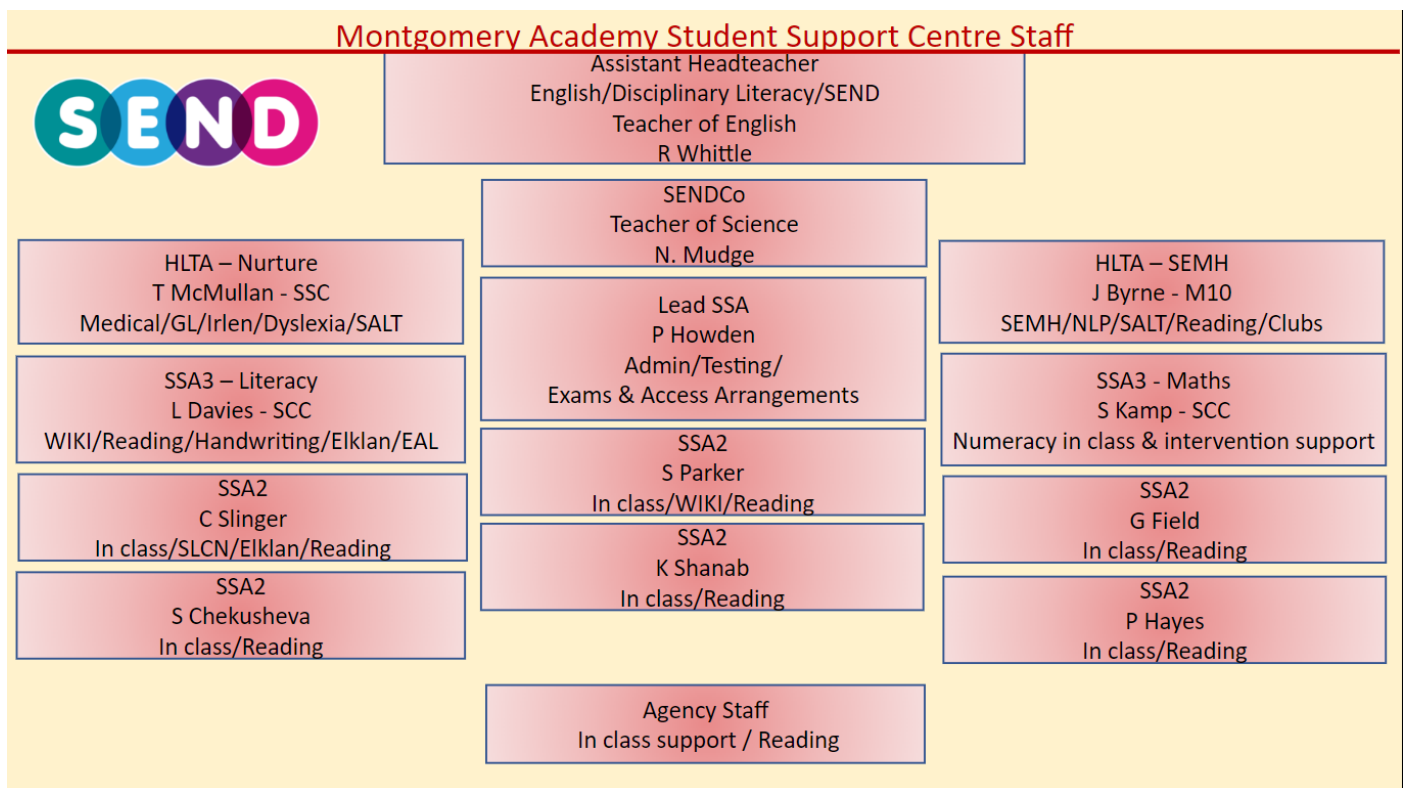 Montgomery Academy Student Support Centre Staff
SEND
Assistant Headteacher
English/Disciplinary Literacy/SEND
Teacher of English
R Whittle
SENDCo
Teacher of Science
N. Mudge
HLTA – Nurture
T McMullan - SSC
Medical/GL/Irlen/Dyslexia/SALT
Lead SSA
P Howden
Admin/Testing/
Exams & Access Arrangements
HLTA – SEMH
J Byrne - M10
SEMH/NLP/SALT/Reading/Clubs
SSA3 – Literacy
L Davies - SCC
WIKI/Reading/Handwriting/Elklan/EAL
SSA2
S Parker
In class/WIKI/Reading
SSA3 - Maths
S Kamp - SCC
Numeracy in class & intervention support
SSA2
C Slinger
In class/SLCN/Elklan/Reading
SSA2
K Shanab
In class/Reading
SSA2
G Field
In class/Reading
SSA2
S Chekusheva
In class/Reading
SSA2
P Hayes
In class/Reading
Agency Staff
In class support / Reading